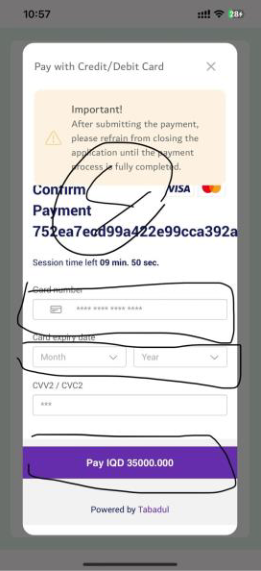 10:57
28+
Pay with Credit/Debit Card
Important!
After submitting the payment,
please refrain from closing the
application until the payment
process is fully completed.
Confirm VISA
Payment
752ea7ecd99a422e99cca392a
Session time left 09 min. 50 sec.
Card number
**** **** **** ****
Card expiry date
Month Year
CVV2 / CVC2
***
Pay IQD 35000.000
Powered by Tabadul